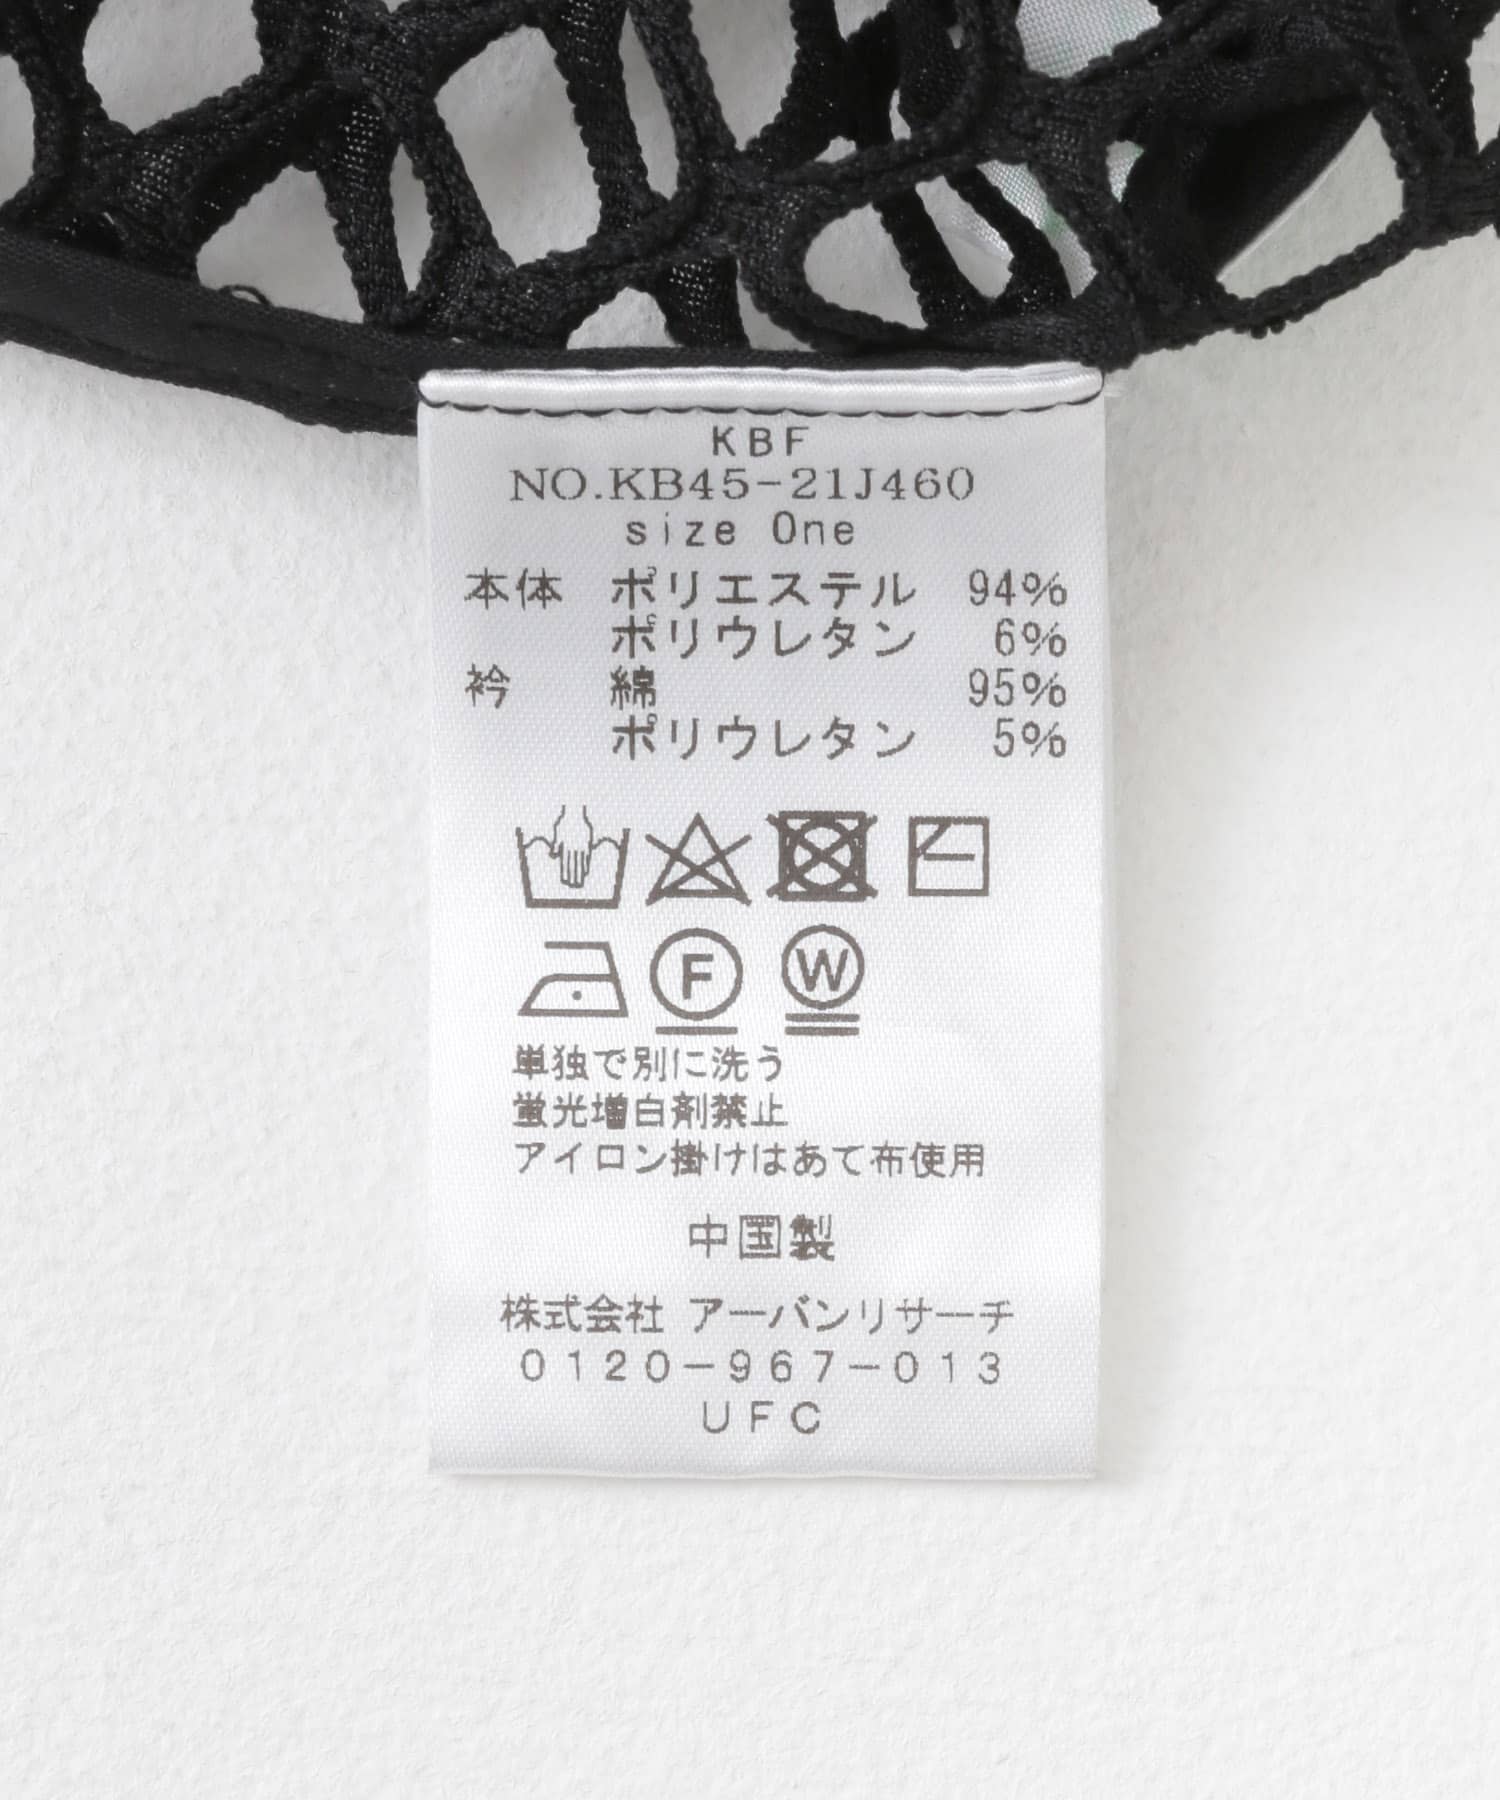 KBF
NO.KB45-21J460
size One
本体 ポリエステル 94%
ポリウレタン 6%
衿 綿 95%
ポリウレタン 5%
F W
単独で別に洗う
蛍光増白剤禁止
アイロン掛けはあて布使用
中国製
株式会社 アーバンリサーチ
0120-967-013
UFC